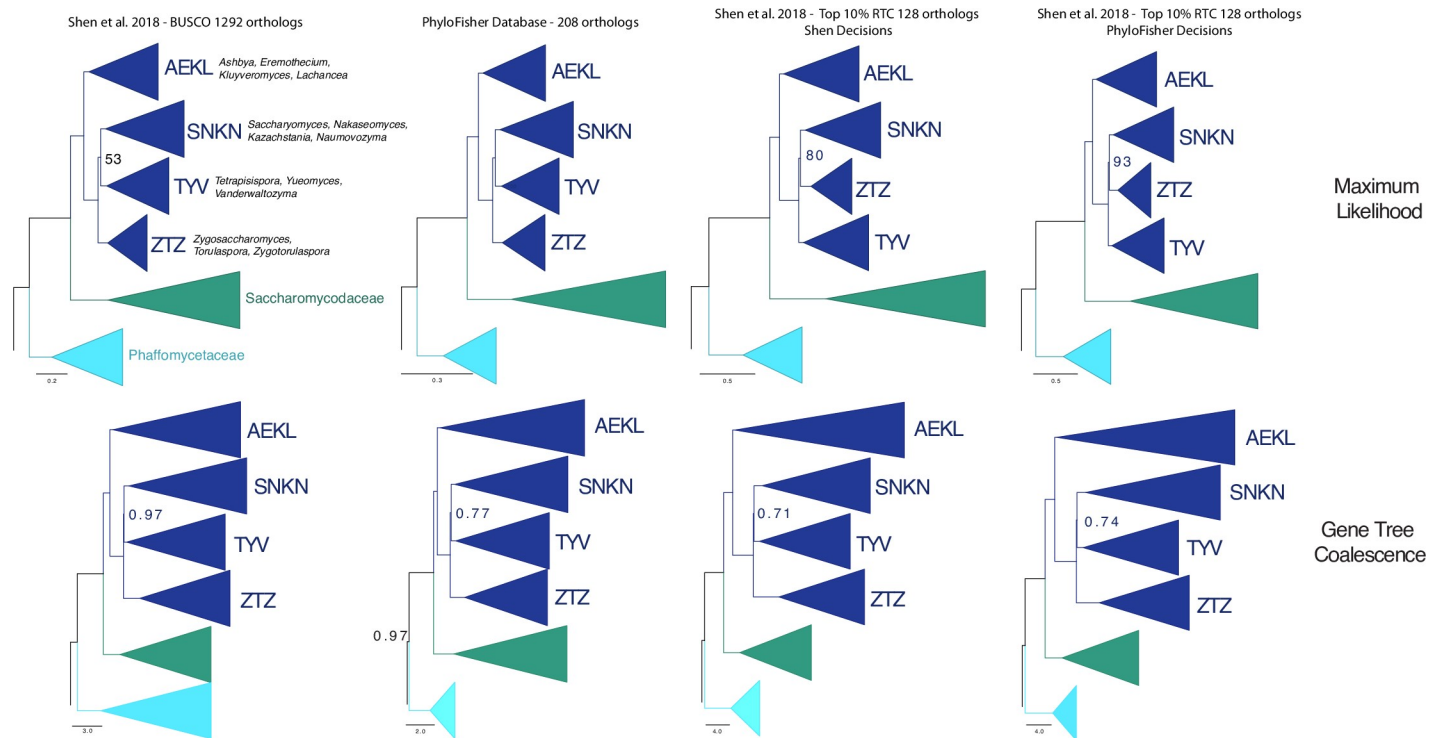 Shen et al. 2018 - BUSCO 1292 orthologs
PhyloFisher Database - 208 orthologs
Shen et al. 2018 - Top 10% RTC 128 orthologs
Shen Decisions
Shen et al. 2018 - Top 10% RTC 128 orthologs
PhyloFisher Decisions
AEKL
Ashbya, Eremothecium,
Kluyveromyces, Lachancea
SNKN
Saccharyomyces, Nakaseomyces,
Kazachstania, Naumovozyma
53
TYV
Tetrapisispora, Yueomyces,
Vanderwaltozyma
ZTZ
Zygosaccharomyces,
Torulaspora, Zygotorulaspora
Saccharomycodaceae
Phaffomycetaceae
0.2
AEKL
SNKN
TYV
ZTZ
0.3
AEKL
SNKN
80
ZTZ
TYV
0.5
AEKL
SNKN
93
ZTZ
TYV
0.5
Maximum
Likelihood
AEKL
SNKN
0.97
TYV
ZTZ
3.0
AEKL
SNKN
0.77
TYV
ZTZ
0.97
2.0
AEKL
SNKN
0.71
TYV
ZTZ
4.0
AEKL
SNKN
0.74
TYV
ZTZ
4.0
Gene Tree
Coalescence